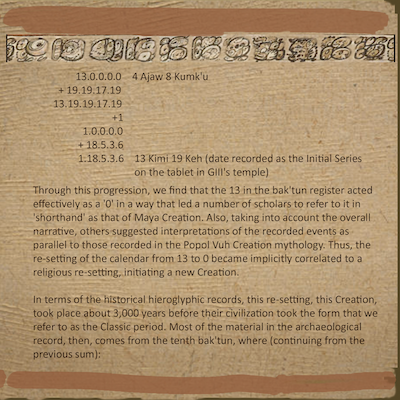 13.0.0.0.0 4 Ajaw 8 Kumk'u
+ 19.19.17.19
13.19.19.17.19
+1
1.0.0.0.0
+ 18.5.3.6
1.18.5.3.6 13 Kimi 19 Keh (date recorded as the Initial Series
on the tablet in GIII's temple)
Through this progression, we find that the 13 in the bak'tun register acted
effectively as a '0' in a way that led a number of scholars to refer to it in
'shorthand' as that of Maya Creation. Also, taking into account the overall
narrative, others suggested interpretations of the recorded events as
parallel to those recorded in the Popol Vuh Creation mythology. Thus, the
re-setting of the calendar from 13 to 0 became implicitly correlated to a
religious re-setting, initiating a new Creation.
In terms of the historical hieroglyphic records, this re-setting, this Creation,
took place about 3,000 years before their civilization took the form that we
refer to as the Classic period. Most of the material in the archaeological
record, then, comes from the tenth bak'tun, where (continuing from the
previous sum):